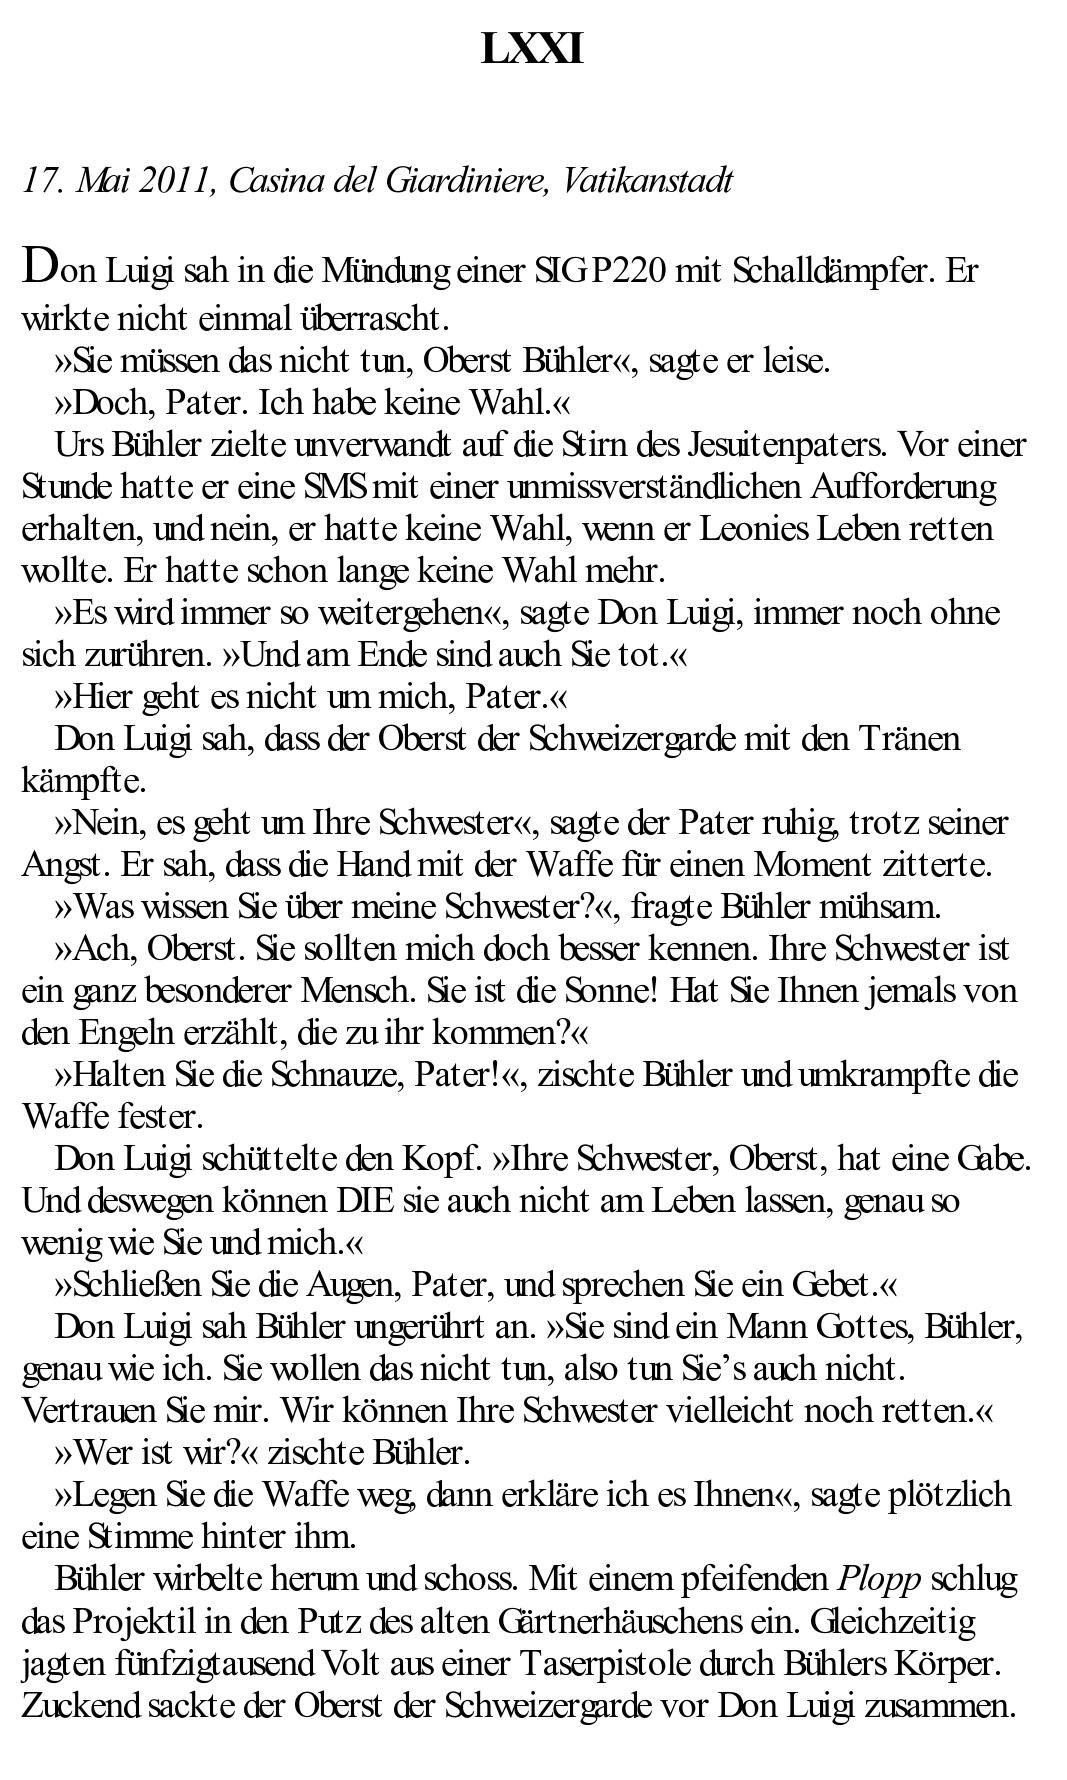 LXXI
17. Mai 2011, Casina del Giardiniere, Vatikanstadt
Don Luigi sah in die Mündung einer SIG P220 mit Schalldämpfer. Er
wirkte nicht einmal überrascht.
»Sie müssen das nicht tun, Oberst Bühler«, sagte er leise.
»Doch, Pater. Ich habe keine Wahl.«
Urs Bühler zielte unverwandt auf die Stirn des Jesuitenpaters. Vor einer
Stunde hatte er eine SMS mit einer unmissverständlichen Aufforderung
erhalten, und nein, er hatte keine Wahl, wenn er Leonies Leben retten
wollte. Er hatte schon lange keine Wahl mehr.
»Es wird immer so weitergehen«, sagte Don Luigi, immer noch ohne
sich zu rühren. »Und am Ende sind auch Sie tot.«
»Hier geht es nicht um mich, Pater.«
Don Luigi sah, dass der Oberst der Schweizergarde mit den Tränen
kämpfte.
»Nein, es geht um Ihre Schwester«, sagte der Pater ruhig, trotz seiner
Angst. Er sah, dass die Hand mit der Waffe für einen Moment zitterte.
»Was wissen Sie über meine Schwester?«, fragte Bühler mühsam.
»Ach, Oberst. Sie sollten mich doch besser kennen. Ihre Schwester ist
ein ganz besonderer Mensch. Sie ist die Sonne! Hat Sie Ihnen jemals von
den Engeln erzählt, die zu ihr kommen?«
»Halten Sie die Schnauze, Pater!«, zischte Bühler und umkrampfte die
Waffe fester.
Don Luigi schüttelte den Kopf. »Ihre Schwester, Oberst, hat eine Gabe.
Und deswegen können DIE sie auch nicht am Leben lassen, genau so
wenig wie Sie und mich.«
»Schließen Sie die Augen, Pater, und sprechen Sie ein Gebet.«
Don Luigi sah Bühler ungerührt an. »Sie sind ein Mann Gottes, Bühler,
genau wie ich. Sie wollen das nicht tun, also tun Sie’s auch nicht.
Vertrauen Sie mir. Wir können Ihre Schwester vielleicht noch retten.«
»Wer ist wir?« zischte Bühler.
»Legen Sie die Waffe weg, dann erkläre ich es Ihnen«, sagte plötzlich
eine Stimme hinter ihm.
Bühler wirbelte herum und schoss. Mit einem pfeifenden Plopp schlug
das Projektil in den Putz des alten Gärtnerhäuschens ein. Gleichzeitig
jagten fünfzigtausend Volt aus einer Taserpistole durch Bühlers Körper.
Zuckend sackte der Oberst der Schweizergarde vor Don Luigi zusammen.